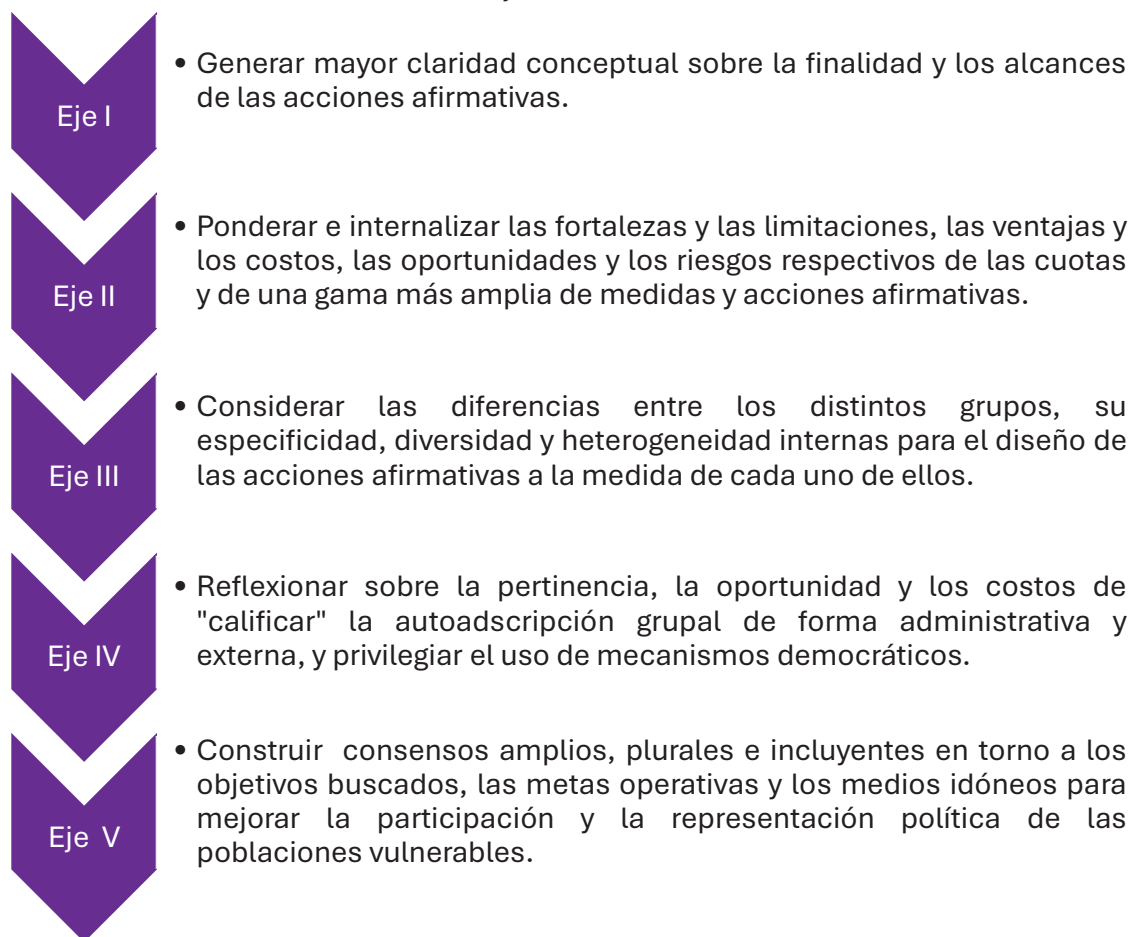 Eje I
• Generar mayor claridad conceptual sobre la finalidad y los alcances
de las acciones afirmativas.
Eje II
• Ponderar e internalizar las fortalezas y las limitaciones, las ventajas y
los costos, las oportunidades y los riesgos respectivos de las cuotas
y de una gama más amplia de medidas y acciones afirmativas.
Eje III
• Considerar las diferencias entre los distintos grupos, su
especificidad, diversidad y heterogeneidad internas para el diseño de
las acciones afirmativas a la medida de cada uno de ellos.
Eje IV
• Reflexionar sobre la pertinencia, la oportunidad y los costos de
"calificar" la autoadscripción grupal de forma administrativa y
externa, y privilegiar el uso de mecanismos democráticos.
Eje V
• Construir consensos amplios, plurales e incluyentes en torno a los
objetivos buscados, las metas operativas y los medios idóneos para
mejorar la participación y la representación política de las
poblaciones vulnerables.